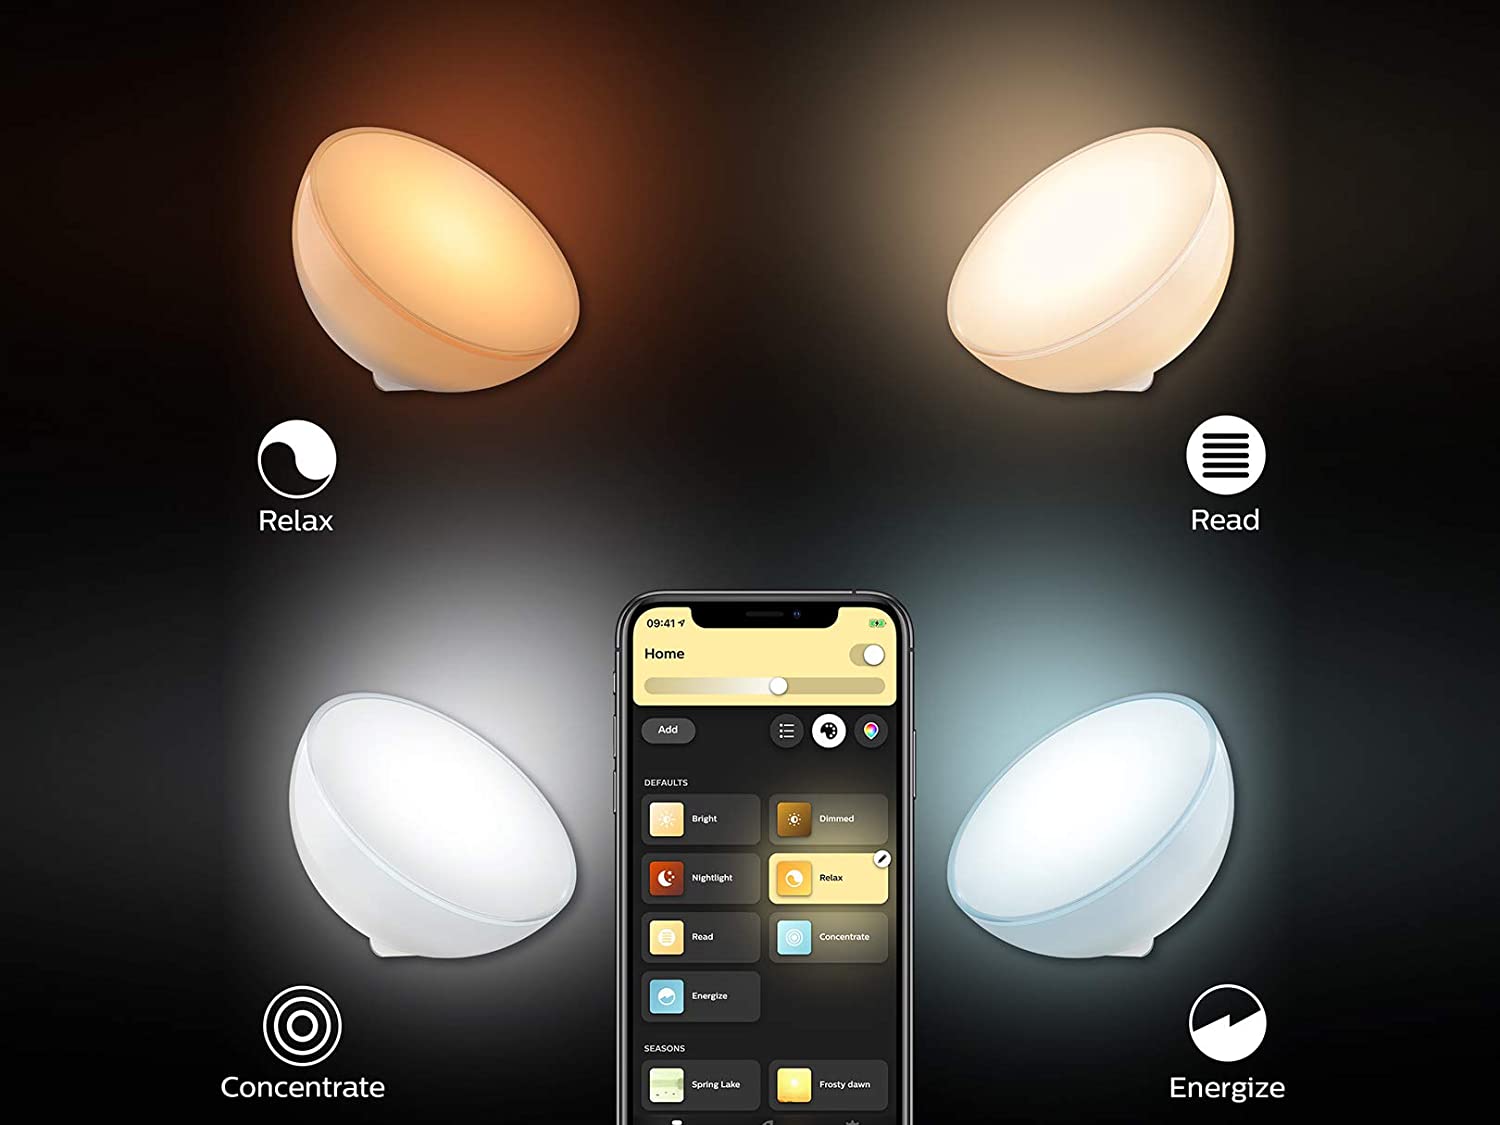 Relax
Read
09:41
Home
Add
DEFAULTS
Bright
Dimmed
Nightlight
Relax
Read
Concentrate
Energize
SEASONS
Spring Lake
Frosty dawn
Concentrate
Energize